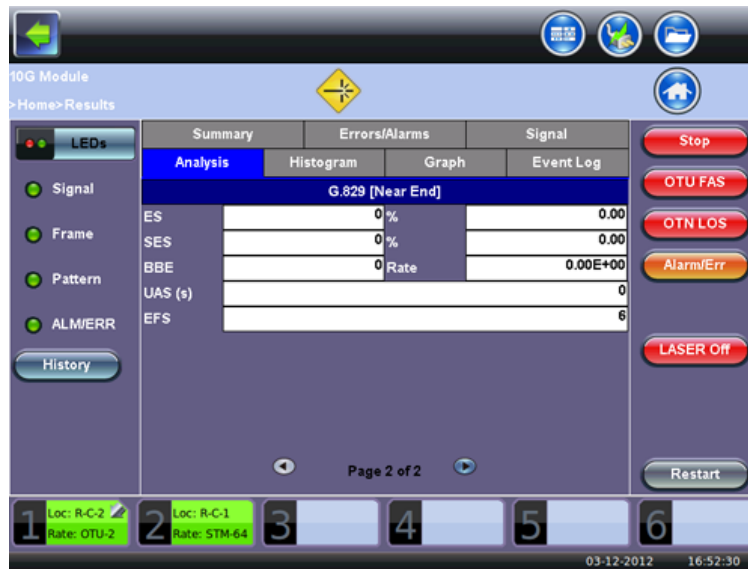 10G Module
>Home>Results
LEDs
Signal
Frame
Pattern
ALM/ERR
History
Summary Errors/Alarms Signal
Analysis Histogram Graph Event Log
G.829 [Near End]
ES 0 % 0.00
SES 0 % 0.00
BBE 0 Rate 0.00E+00
UAS (s) 0
EFS 6
Page 2 of 2
Stop
OTU FAS
OTN LOS
Alarm/Err
LASER Off
Restart
1 Loc: R-C-2
Rate: OTU-2
2 Loc: R-C-1
Rate: STM-64
3
4
5
6
03-12-2012 16:52:30